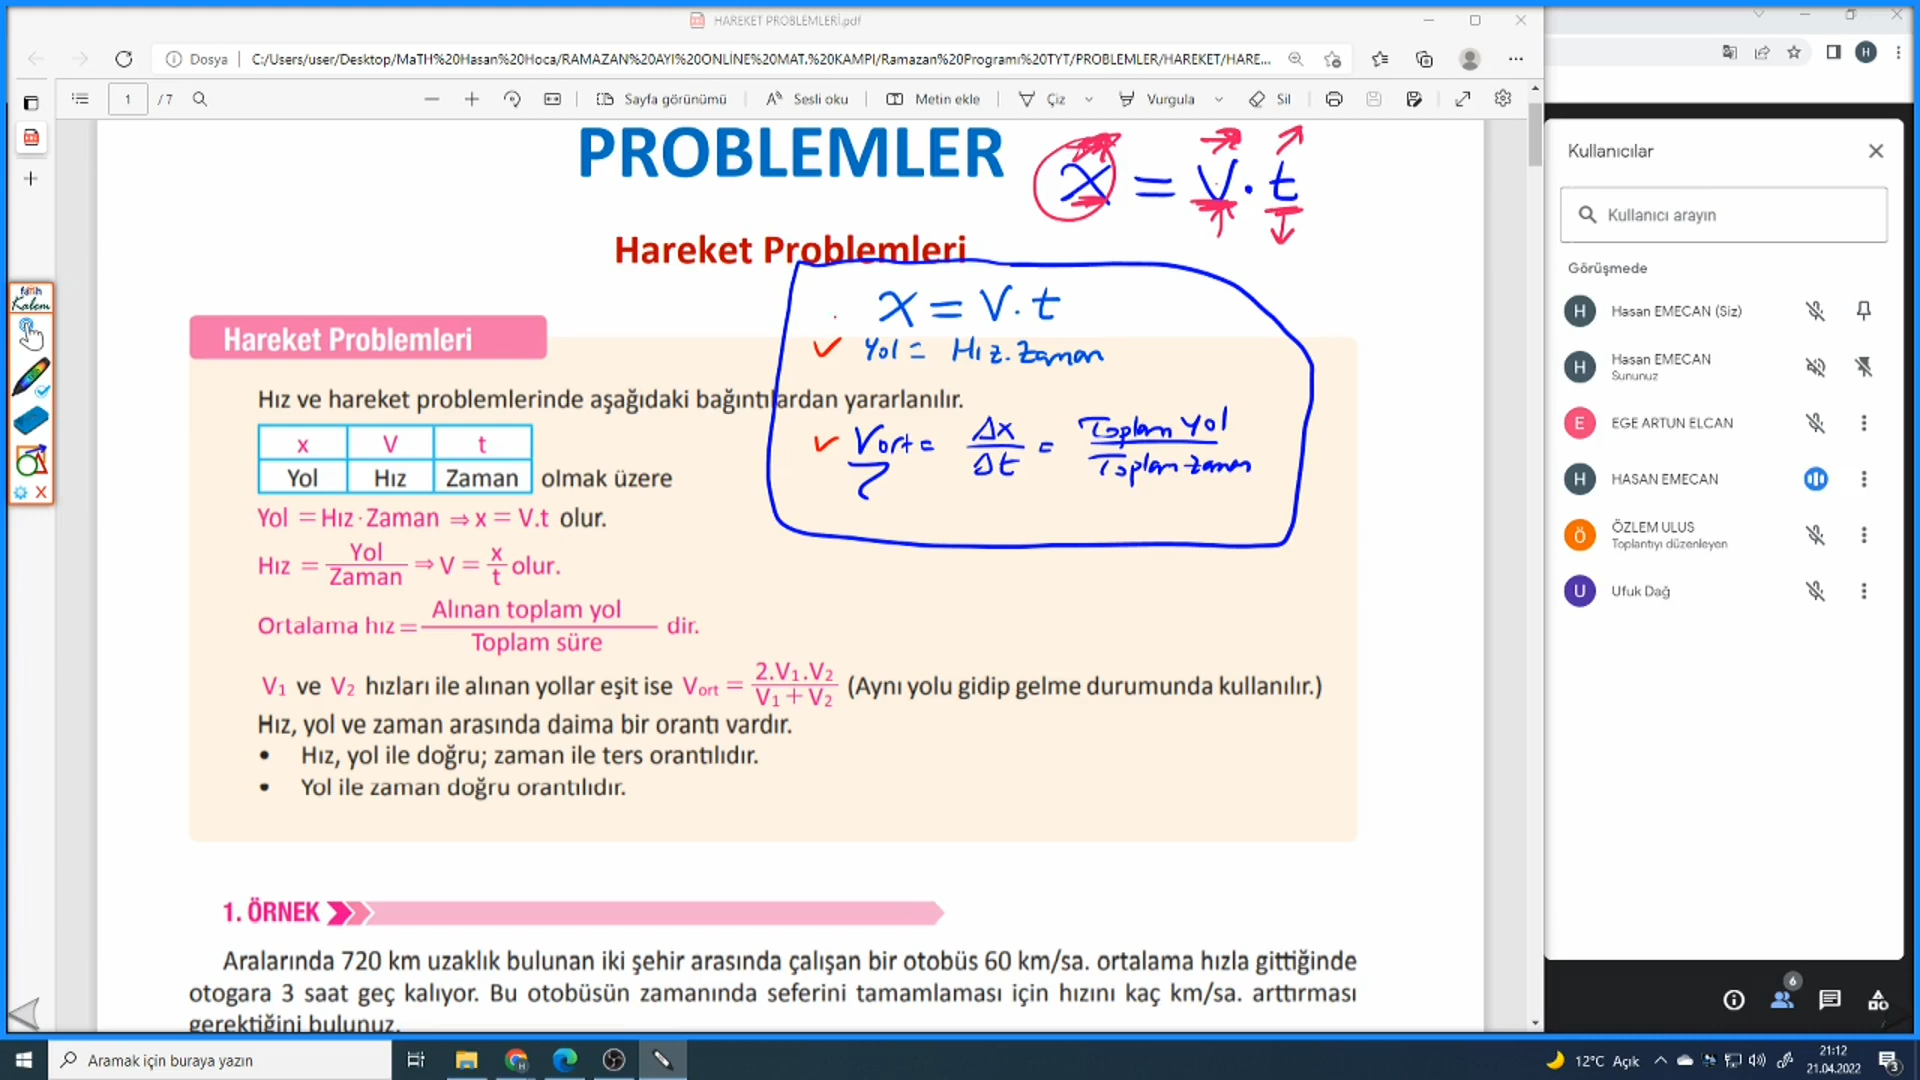 HAREKET PROBLEMLERİ.pdf
Dosya C:/Users/user/Desktop/MaTH%20Hasan%20Hoca/RAMAZAN%20AYI%20ONLİNE%20MAT.%20KAMPI/Ramazan%20Programı%20TYT/PROBLEMLER/HAREKET/HARE...
1 /7 Sayfa görünümü Sesli oku Metin ekle Çiz Vurgula Sil
PROBLEMLER
x = V . t
Hareket Problemleri
Hareket Problemleri
x = V . t
Yol = Hız . Zaman
Vort = Δx/Δt = Toplam Yol/Toplam zaman
Hız ve hareket problemlerinde aşağıdaki bağıntılardan yararlanılır.
x V t
Yol Hız Zaman olmak üzere
Yol = Hız · Zaman ⇒ x = V.t olur.
Hız = Yol/Zaman ⇒ V = x/t olur.
Ortalama hız = Alınan toplam yol/Toplam süre dir.
V1 ve V2 hızları ile alınan yollar eşit ise Vort = 2.V1.V2/V1 + V2 (Aynı yolu gidip gelme durumunda kullanılır.)
Hız, yol ve zaman arasında daima bir orantı vardır.
• Hız, yol ile doğru; zaman ile ters orantılıdır.
• Yol ile zaman doğru orantılıdır.
1. ÖRNEK
Aralarında 720 km uzaklık bulunan iki şehir arasında çalışan bir otobüs 60 km/sa. ortalama hızla gittiğinde
otogara 3 saat geç kalıyor. Bu otobüsün zamanında seferini tamamlaması için hızını kaç km/sa. arttırması
gerektiğini bulunuz.
fatih
Kalem
H
Kullanıcılar
Kullanıcı arayın
Görüşmede
H Hasan EMECAN (Siz)
H Hasan EMECAN
Sununuz
E EGE ARTUN ELCAN
H HASAN EMECAN
Ö ÖZLEM ULUS
Toplantıyı düzenleyen
U Ufuk Dağ
6
Aramak için buraya yazın
12°C Açık
21:12
21.04.2022
3